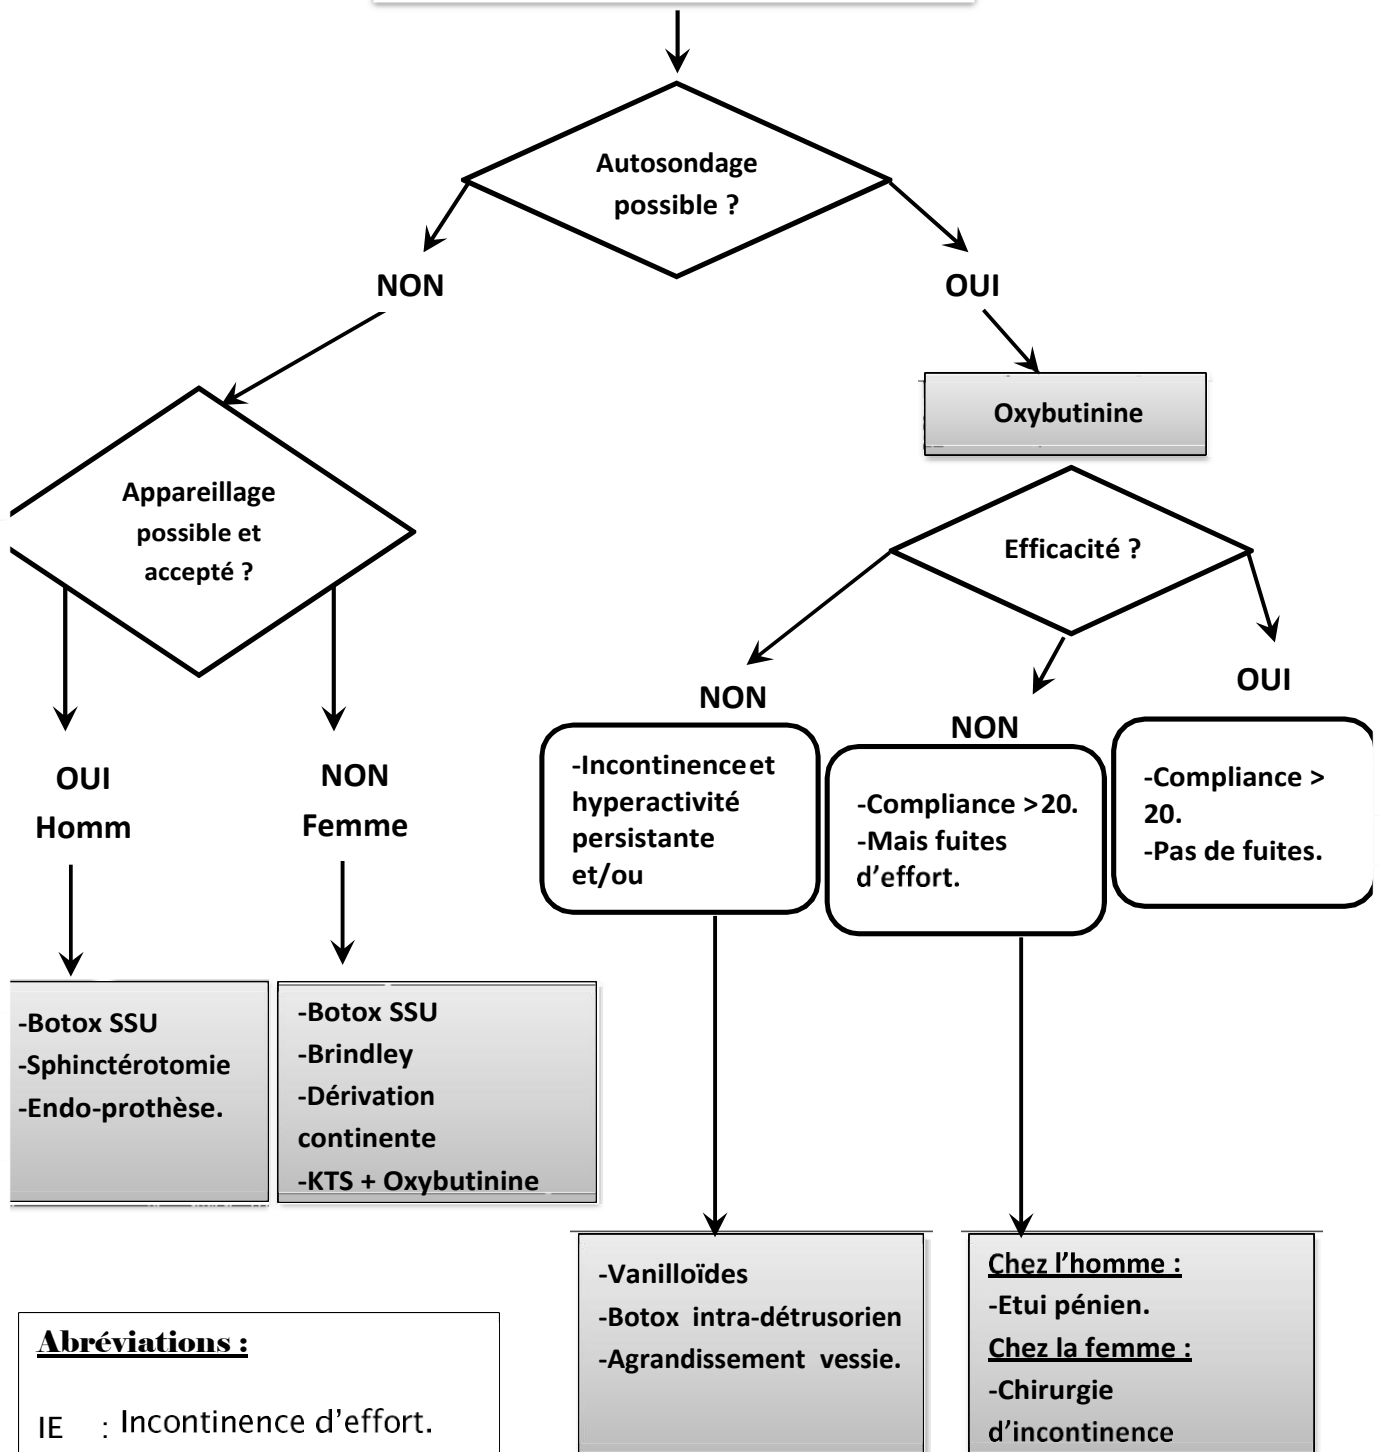 Autosondage
possible ?
NON
OUI
Oxybutinine
Appareillage
possible et
accepté ?
Efficacité ?
NON
NON
OUI
OUI
Homm
NON
Femme
-Incontinence et
hyperactivité
persistante
et/ou
-Compliance >20.
-Mais fuites
d'effort.
-Compliance >
20.
-Pas de fuites.
-Botox SSU
-Sphinctérotomie
-Endo-prothèse.
-Botox SSU
-Brindley
-Dérivation
continente
-KTS + Oxybutinine
-Vanilloïdes
-Botox intra-détrusorien
-Agrandissement vessie.
Chez l'homme :
-Etui pénien.
Chez la femme :
-Chirurgie
d'incontinence
Abréviations :
IE : Incontinence d'effort.